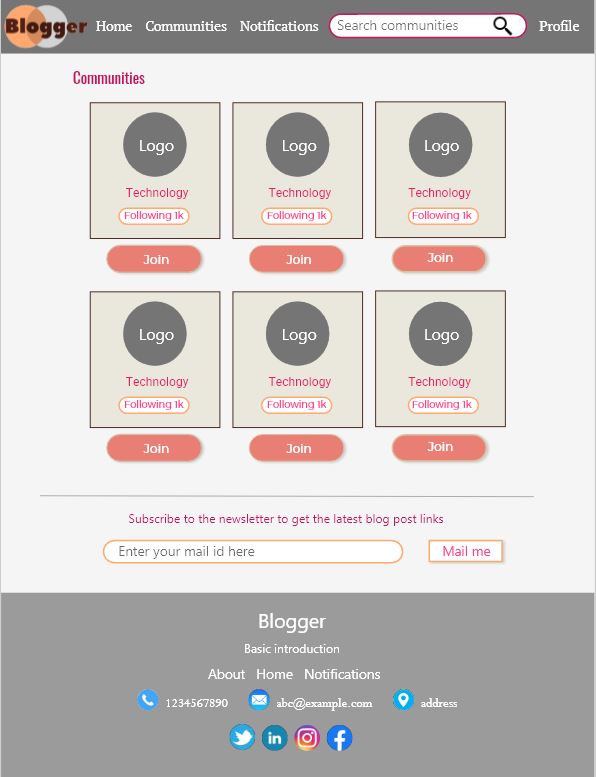 Blogger Home Communities Notifications Search communities Profile
Communities
Logo Logo Logo
Technology Technology Technology
Following 1k Following 1k Following 1k
Join Join Join
Logo Logo Logo
Technology Technology Technology
Following 1k Following 1k Following 1k
Join Join Join
Subscribe to the newsletter to get the latest blog post links
Enter your mail id here Mail me
Blogger
Basic introduction
About Home Notifications
1234567890 abc@example.com address